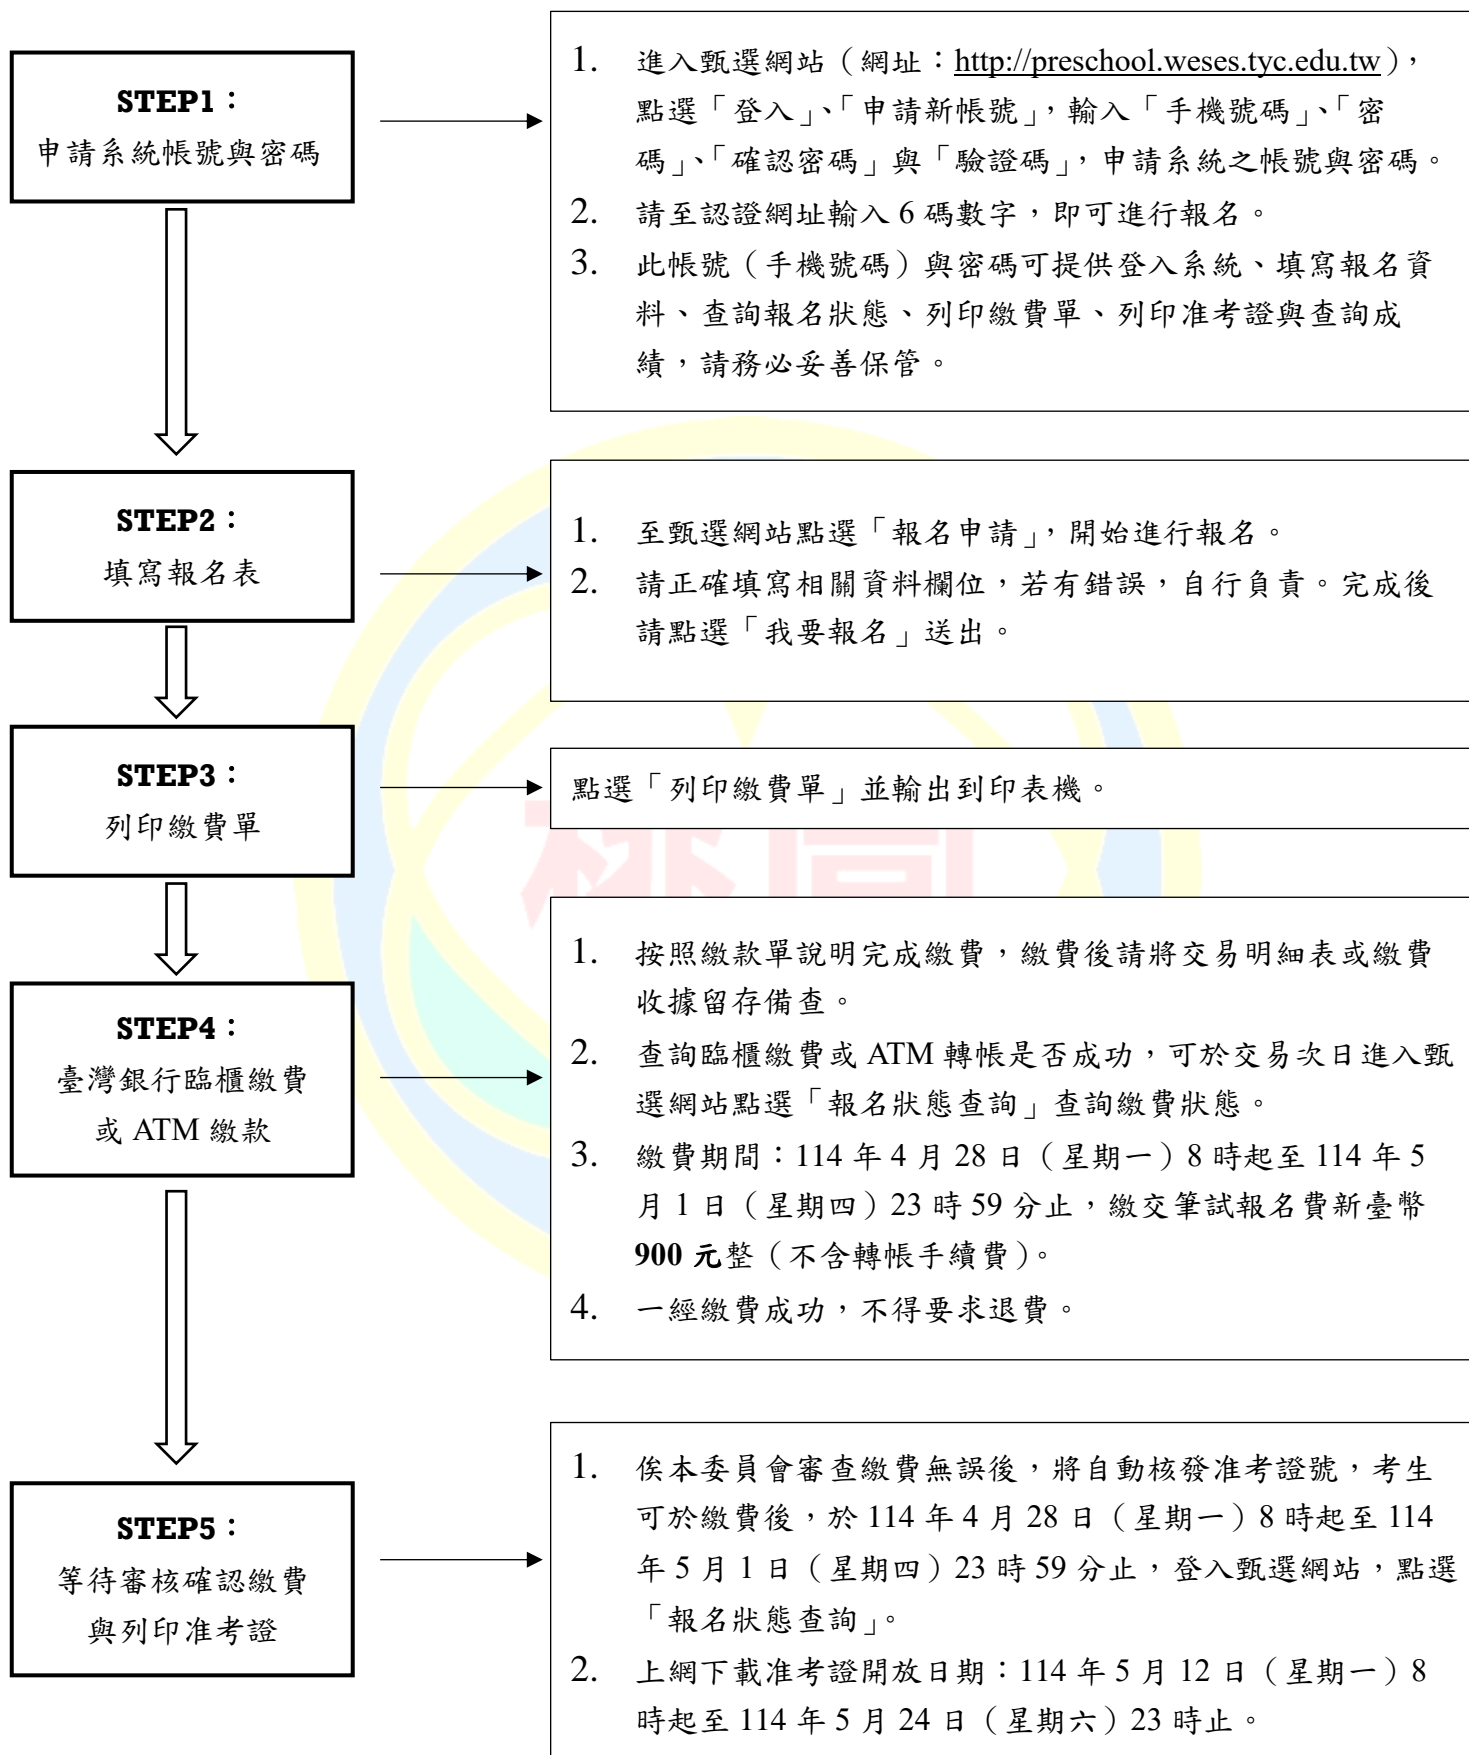 STEP1：
申請系統帳號與密碼
1. 進入甄選網站（網址：http://preschool.weses.tyc.edu.tw），
點選「登入」、「申請新帳號」，輸入「手機號碼」、「密
碼」、「確認密碼」與「驗證碼」，申請系統之帳號與密碼。
2. 請至認證網址輸入 6 碼數字，即可進行報名。
3. 此帳號（手機號碼）與密碼可提供登入系統、填寫報名資
料、查詢報名狀態、列印繳費單、列印准考證與查詢成
績，請務必妥善保管。
STEP2：
填寫報名表
1. 至甄選網站點選「報名申請」，開始進行報名。
2. 請正確填寫相關資料欄位，若有錯誤，自行負責。完成後
請點選「我要報名」送出。
STEP3：
列印繳費單
點選「列印繳費單」並輸出到印表機。
桃園
STEP4：
臺灣銀行臨櫃繳費
或 ATM 繳款
1. 按照繳款單說明完成繳費，繳費後請將交易明細表或繳費
收據留存備查。
2. 查詢臨櫃繳費或 ATM 轉帳是否成功，可於交易次日進入甄
選網站點選「報名狀態查詢」查詢繳費狀態。
3. 繳費期間：114 年 4 月 28 日（星期一）8 時起至 114 年 5
月 1 日（星期四）23 時 59 分止，繳交筆試報名費新臺幣
900 元整（不含轉帳手續費）。
4. 一經繳費成功，不得要求退費。
STEP5：
等待審核確認繳費
與列印准考證
1. 俟本委員會審查繳費無誤後，將自動核發准考證號，考生
可於繳費後，於 114 年 4 月 28 日（星期一）8 時起至 114
年 5 月 1 日（星期四）23 時 59 分止，登入甄選網站，點選
「報名狀態查詢」。
2. 上網下載准考證開放日期：114 年 5 月 12 日（星期一）8
時起至 114 年 5 月 24 日（星期六）23 時止。